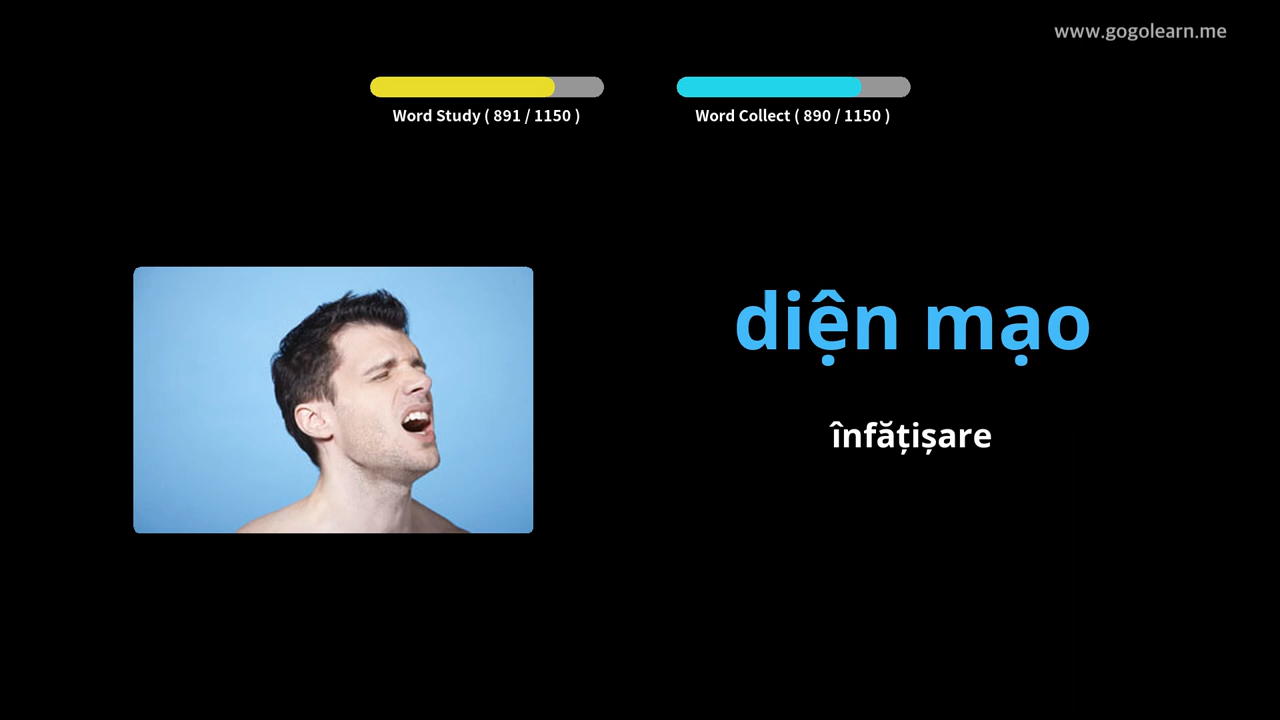 www.gogolearn.me
Word Study ( 891 / 1150 )
Word Collect ( 890 / 1150 )
diện mạo
înfățișare